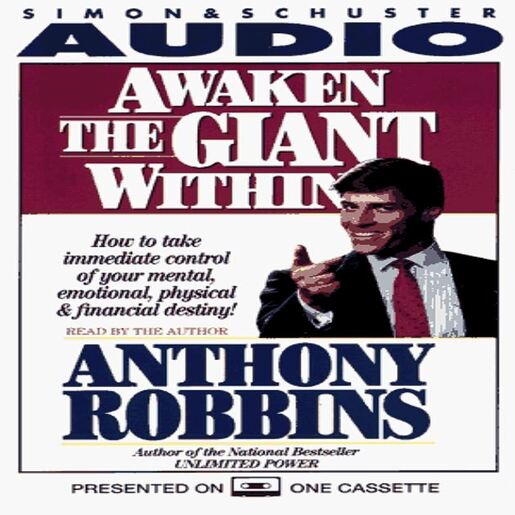 SIMON & SCHUSTER
AUDIO
AWAKEN
THE GIANT
WITHIN
How to take
immediate control
of your mental,
emotional, physical
& financial destiny!
READ BY THE AUTHOR
ANTHONY
ROBBINS
Author of the National Bestseller
UNLIMITED POWER
PRESENTED ON ONE CASSETTE